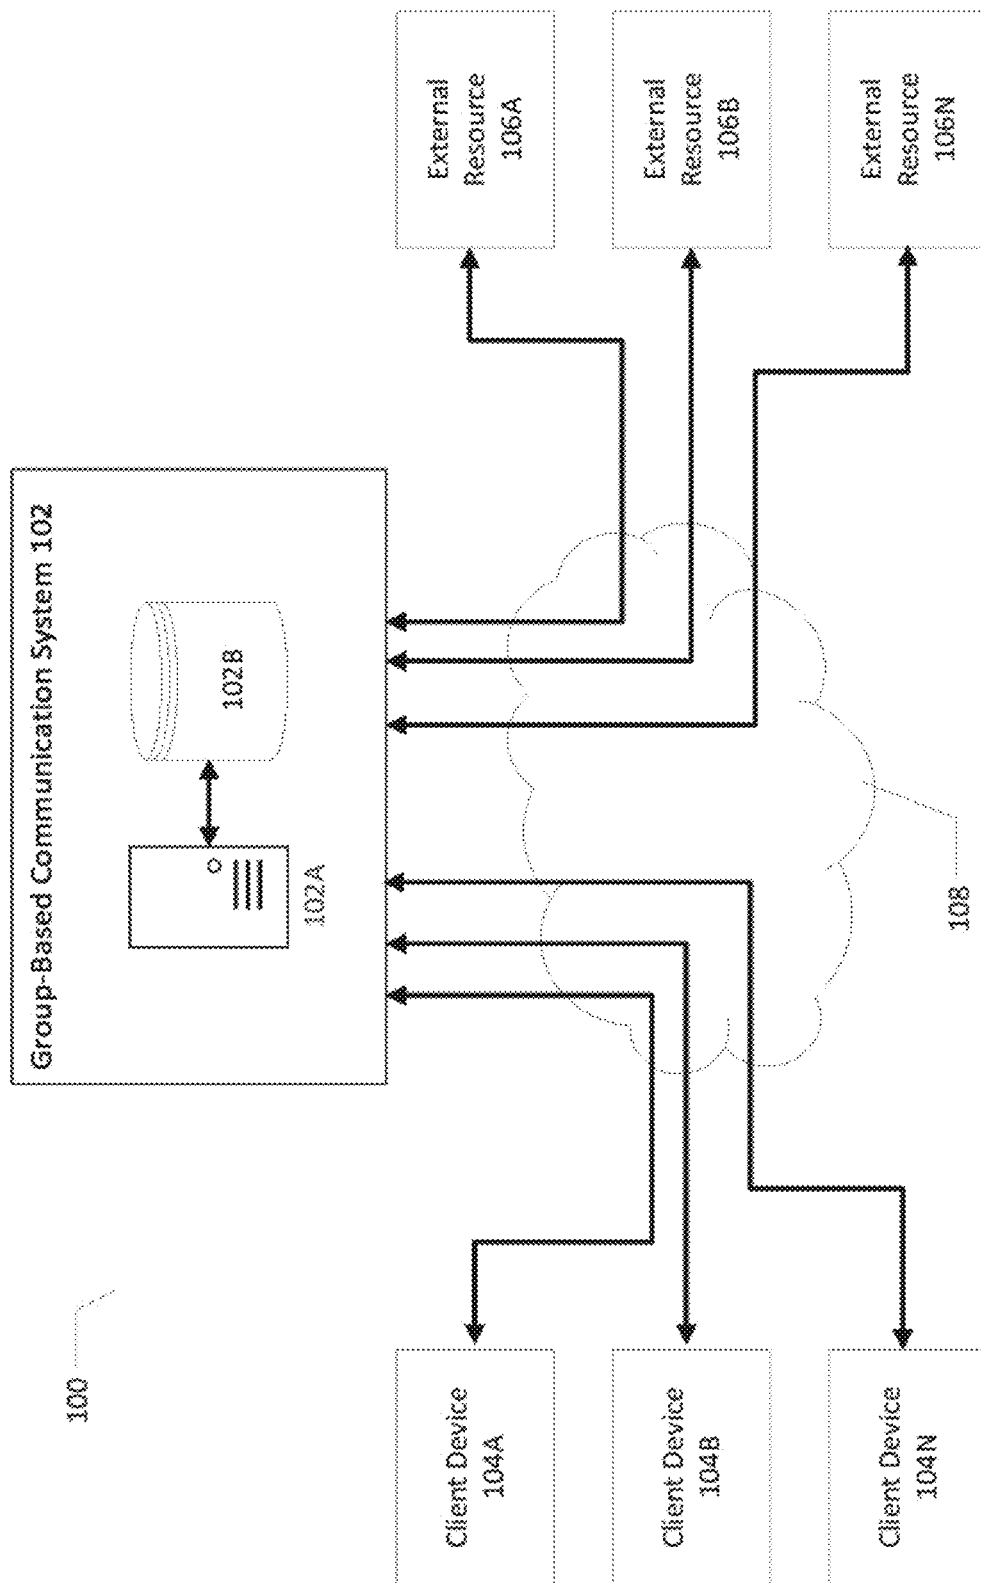 100
Group-Based Communication System 102
102A
102B
Client Device
104A
Client Device
104B
Client Device
104N
108
External
Resource
106A
External
Resource
106B
External
Resource
106N